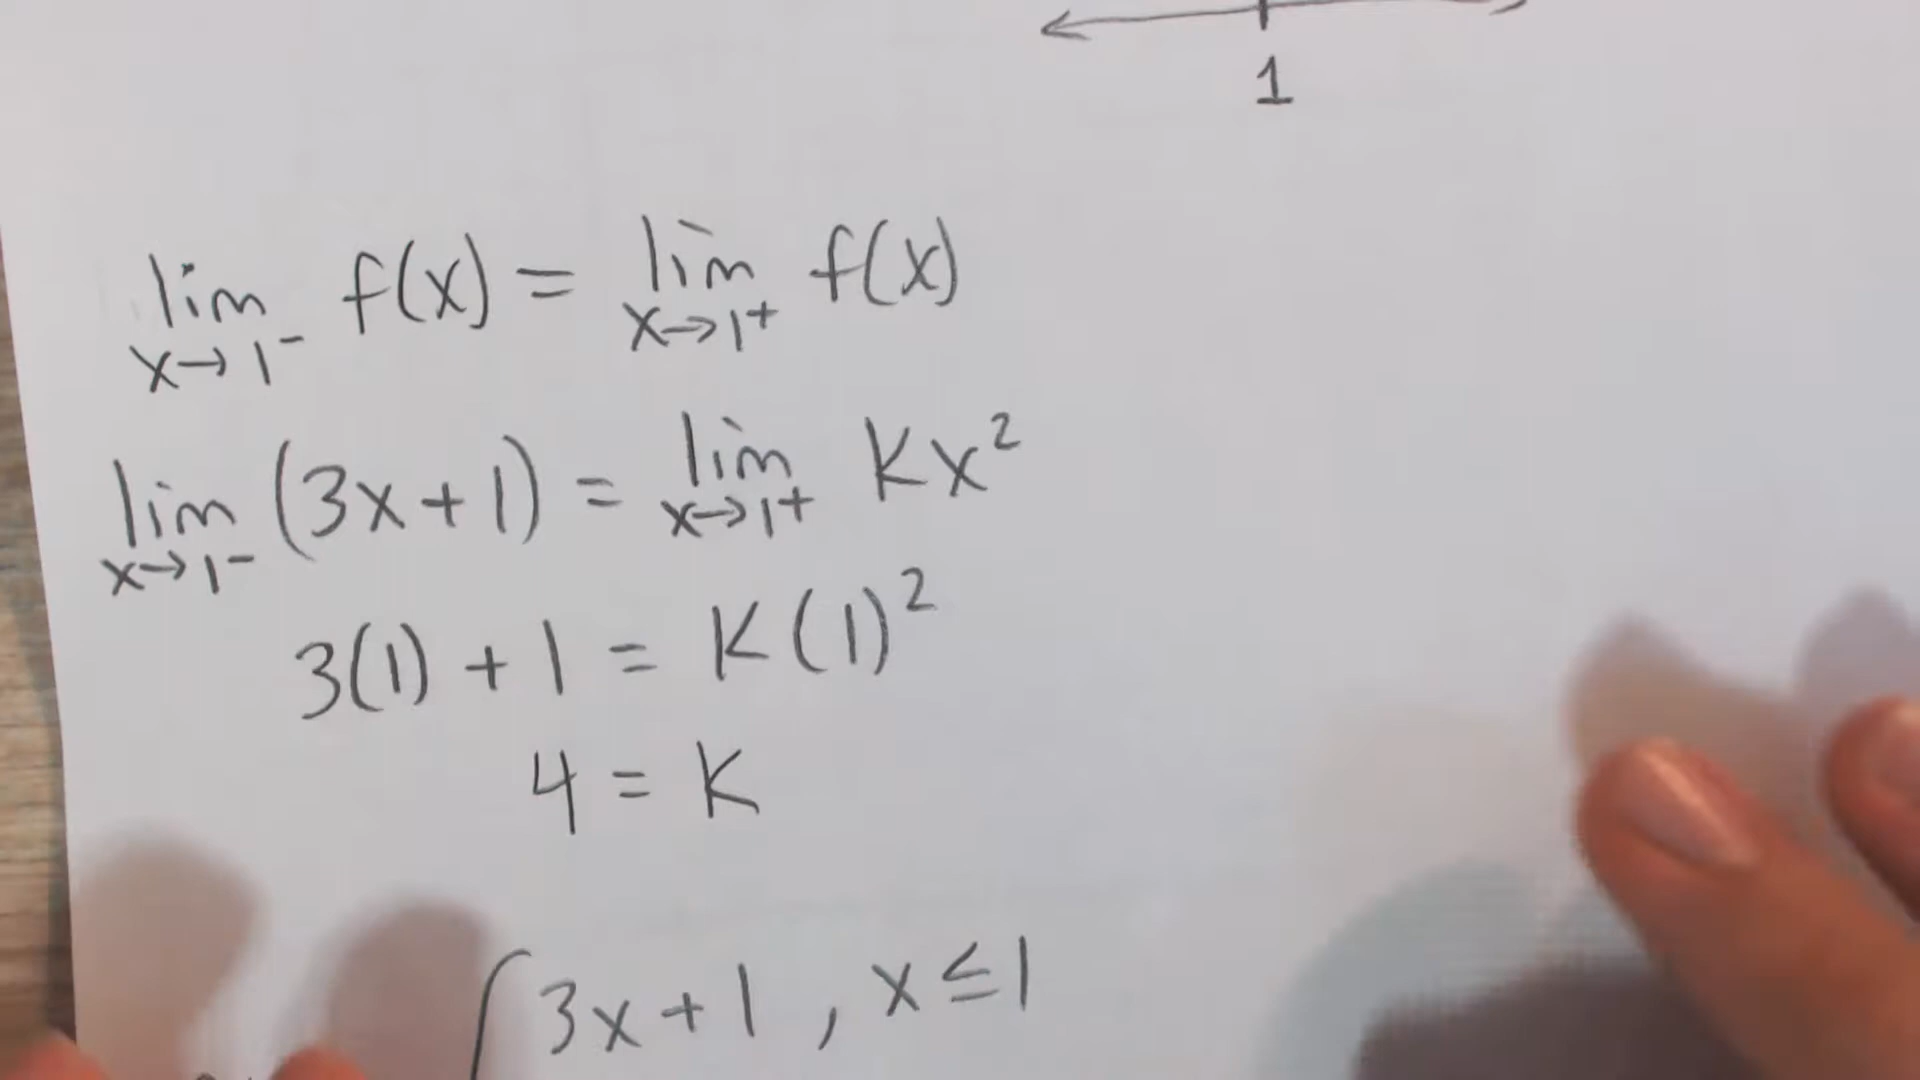 1
lim x→1⁻ f(x) = lim x→1⁺ f(x)
lim x→1⁻ (3x+1) = lim x→1⁺ Kx²
3(1) + 1 = K(1)²
4 = K
{ 3x+1 , x≤1